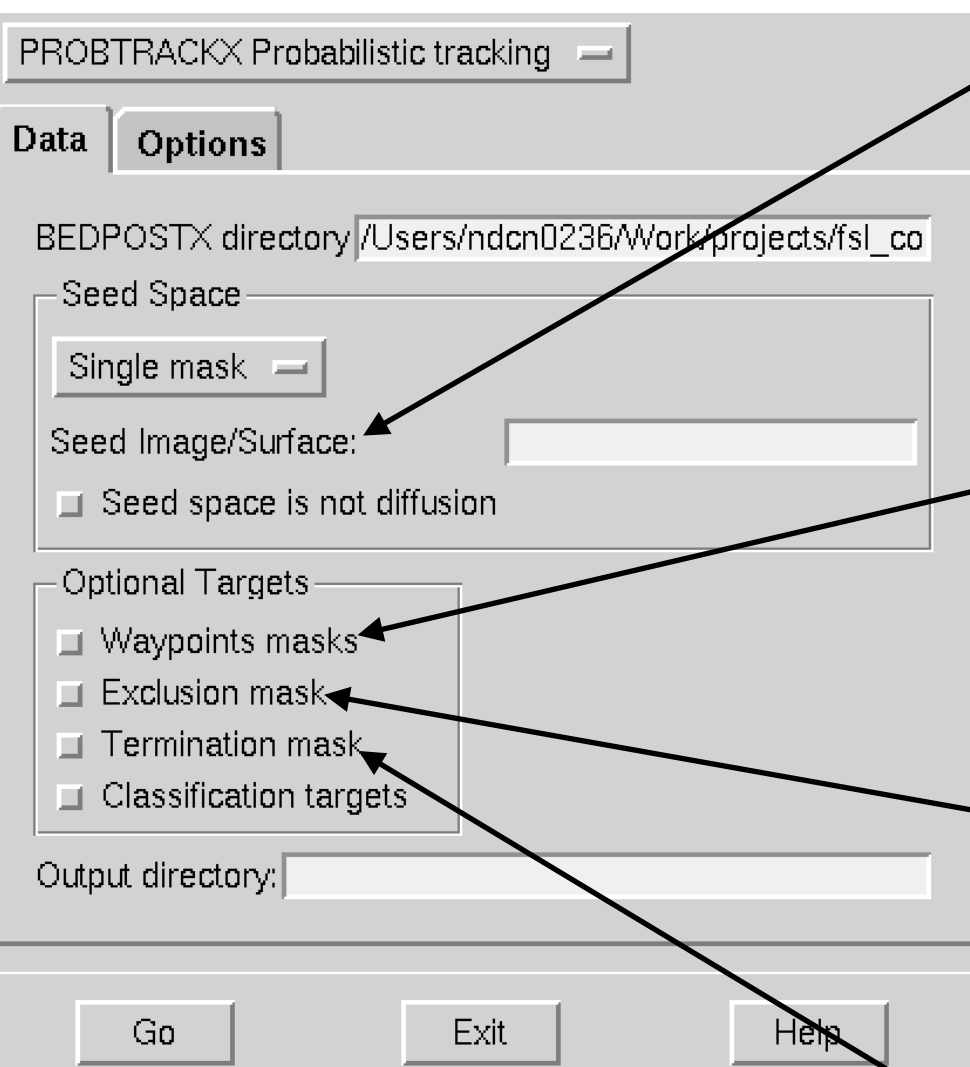 PROBTRACKX Probabilistic tracking
Data Options
BEDPOSTX directory /Users/ndcn0236/Work/projects/fsl_co
Seed Space
Single mask
Seed Image/Surface:
Seed space is not diffusion
Optional Targets
Waypoints masks
Exclusion mask
Termination mask
Classification targets
Output directory:
Go Exit Help